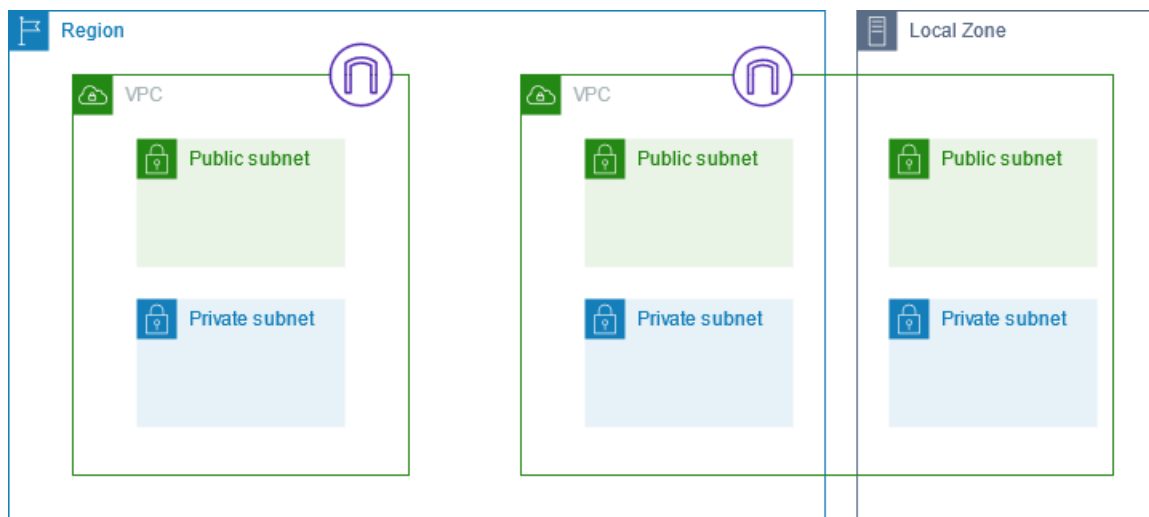 Region
Local Zone
VPC
VPC
Public subnet
Public subnet
Public subnet
Private subnet
Private subnet
Private subnet